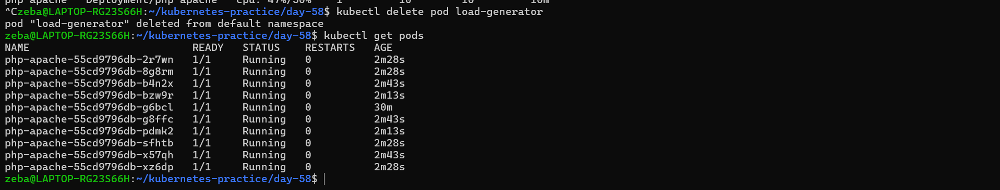 php-apache   Deployment/php-apache   cpu: 47%/50%    1         10        10         10m
^Czeba@LAPTOP-RG23S66H:~/kubernetes-practice/day-58$ kubectl delete pod load-generator
pod "load-generator" deleted from default namespace
zeba@LAPTOP-RG23S66H:~/kubernetes-practice/day-58$ kubectl get pods
NAME                          READY   STATUS    RESTARTS   AGE
php-apache-55cd9796db-2r7wn   1/1     Running   0          2m28s
php-apache-55cd9796db-8g8rm   1/1     Running   0          2m28s
php-apache-55cd9796db-b4n2x   1/1     Running   0          2m43s
php-apache-55cd9796db-bzw9r   1/1     Running   0          2m13s
php-apache-55cd9796db-g6bcl   1/1     Running   0          30m
php-apache-55cd9796db-g8ffc   1/1     Running   0          2m43s
php-apache-55cd9796db-pdmk2   1/1     Running   0          2m13s
php-apache-55cd9796db-sfhtb   1/1     Running   0          2m28s
php-apache-55cd9796db-x57qh   1/1     Running   0          2m43s
php-apache-55cd9796db-xz6dp   1/1     Running   0          2m28s
zeba@LAPTOP-RG23S66H:~/kubernetes-practice/day-58$